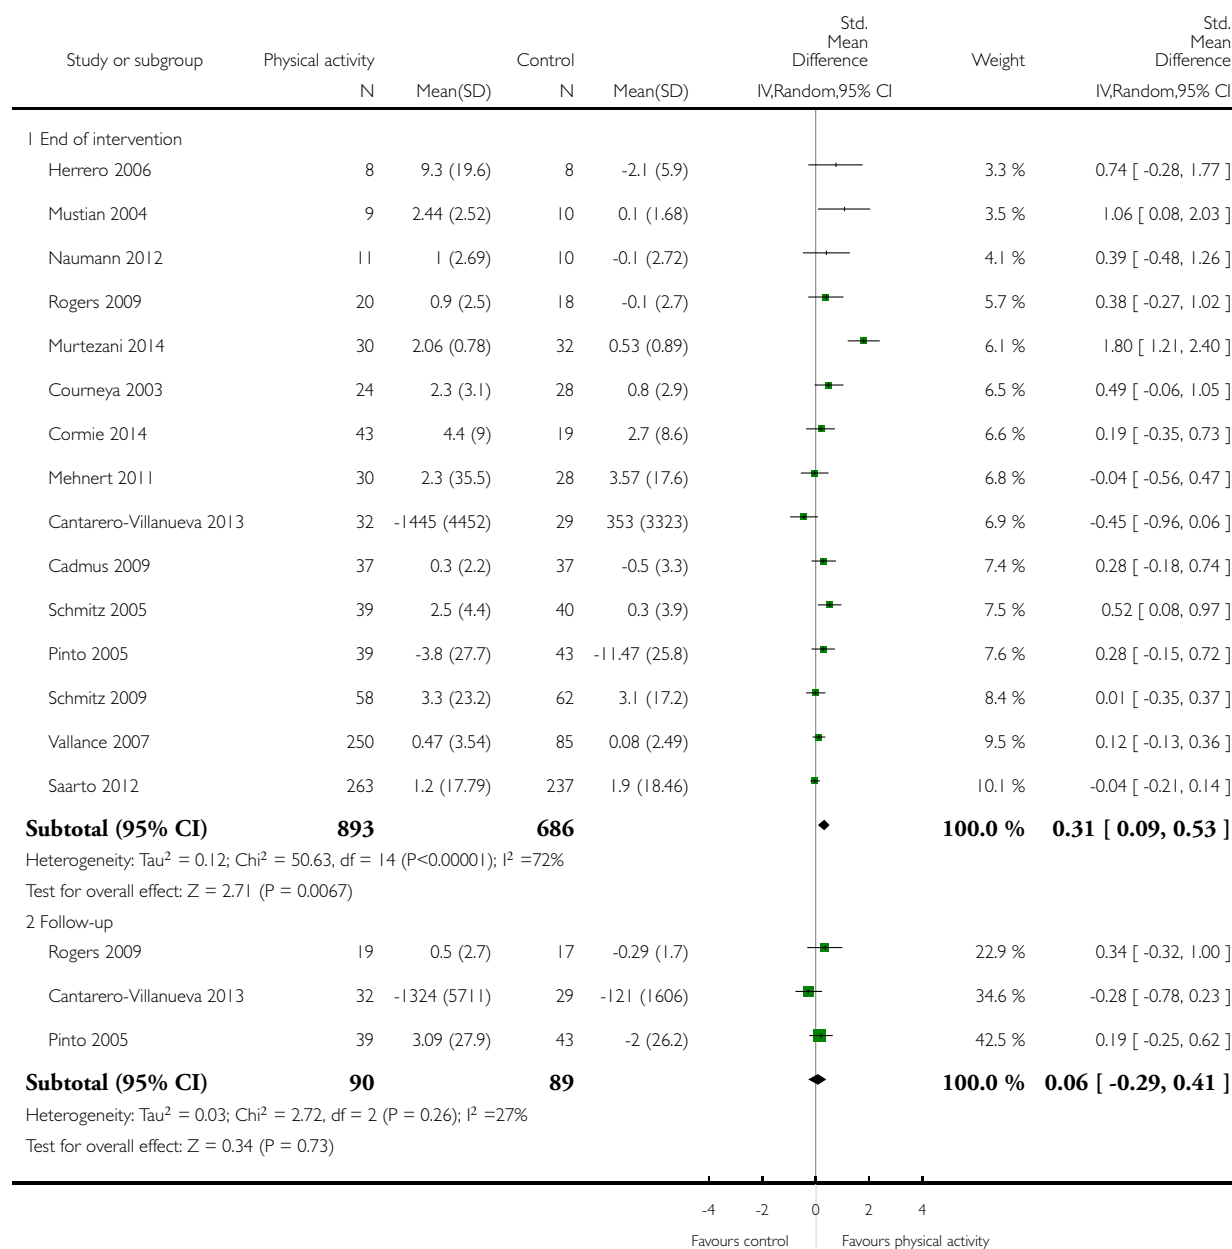 Std.
Mean
Difference
Std.
Mean
Difference
Study or subgroup Physical activity Control Weight
N Mean(SD) N Mean(SD) IV,Random,95% CI IV,Random,95% CI
1 End of intervention
Herrero 2006 8 9.3 (19.6) 8 -2.1 (5.9) 3.3 % 0.74 [ -0.28, 1.77 ]
Mustian 2004 9 2.44 (2.52) 10 0.1 (1.68) 3.5 % 1.06 [ 0.08, 2.03 ]
Naumann 2012 11 1 (2.69) 10 -0.1 (2.72) 4.1 % 0.39 [ -0.48, 1.26 ]
Rogers 2009 20 0.9 (2.5) 18 -0.1 (2.7) 5.7 % 0.38 [ -0.27, 1.02 ]
Murtezani 2014 30 2.06 (0.78) 32 0.53 (0.89) 6.1 % 1.80 [ 1.21, 2.40 ]
Courneya 2003 24 2.3 (3.1) 28 0.8 (2.9) 6.5 % 0.49 [ -0.06, 1.05 ]
Cormie 2014 43 4.4 (9) 19 2.7 (8.6) 6.6 % 0.19 [ -0.35, 0.73 ]
Mehnert 2011 30 2.3 (35.5) 28 3.57 (17.6) 6.8 % -0.04 [ -0.56, 0.47 ]
Cantarero-Villanueva 2013 32 -1445 (4452) 29 353 (3323) 6.9 % -0.45 [ -0.96, 0.06 ]
Cadmus 2009 37 0.3 (2.2) 37 -0.5 (3.3) 7.4 % 0.28 [ -0.18, 0.74 ]
Schmitz 2005 39 2.5 (4.4) 40 0.3 (3.9) 7.5 % 0.52 [ 0.08, 0.97 ]
Pinto 2005 39 -3.8 (27.7) 43 -11.47 (25.8) 7.6 % 0.28 [ -0.15, 0.72 ]
Schmitz 2009 58 3.3 (23.2) 62 3.1 (17.2) 8.4 % 0.01 [ -0.35, 0.37 ]
Vallance 2007 250 0.47 (3.54) 85 0.08 (2.49) 9.5 % 0.12 [ -0.13, 0.36 ]
Saarto 2012 263 1.2 (17.79) 237 1.9 (18.46) 10.1 % -0.04 [ -0.21, 0.14 ]
Subtotal (95% CI) 893 686 100.0 % 0.31 [ 0.09, 0.53 ]
Heterogeneity: Tau² = 0.12; Chi² = 50.63, df = 14 (P<0.00001); I² =72%
Test for overall effect: Z = 2.71 (P = 0.0067)
2 Follow-up
Rogers 2009 19 0.5 (2.7) 17 -0.29 (1.7) 22.9 % 0.34 [ -0.32, 1.00 ]
Cantarero-Villanueva 2013 32 -1324 (5711) 29 -121 (1606) 34.6 % -0.28 [ -0.78, 0.23 ]
Pinto 2005 39 3.09 (27.9) 43 -2 (26.2) 42.5 % 0.19 [ -0.25, 0.62 ]
Subtotal (95% CI) 90 89 100.0 % 0.06 [ -0.29, 0.41 ]
Heterogeneity: Tau² = 0.03; Chi² = 2.72, df = 2 (P = 0.26); I² =27%
Test for overall effect: Z = 0.34 (P = 0.73)
-4 -2 0 2 4
Favours control Favours physical activity